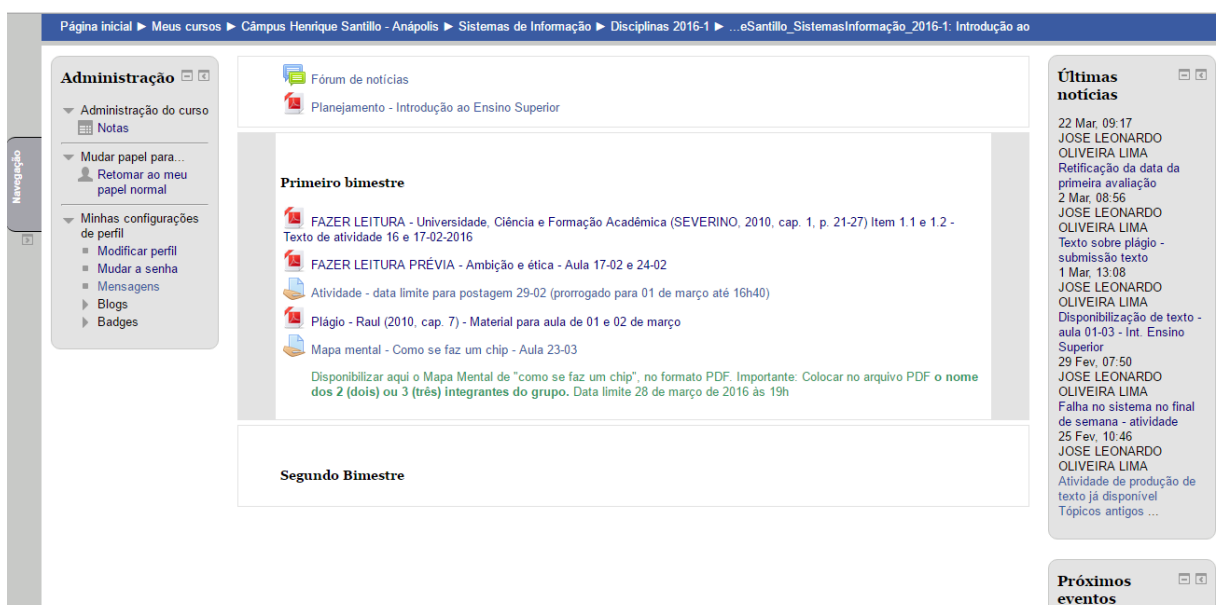 Página inicial ► Meus cursos ► Câmpus Henrique Santillo - Anápolis ► Sistemas de Informação ► Disciplinas 2016-1 ► ...eSantillo_SistemasInformação_2016-1: Introdução ao
Navegação
Administração
Administração do curso
Notas
Mudar papel para...
Retomar ao meu
papel normal
Minhas configurações
de perfil
Modificar perfil
Mudar a senha
Mensagens
Blogs
Badges
Fórum de notícias
Planejamento - Introdução ao Ensino Superior
Primeiro bimestre
FAZER LEITURA - Universidade, Ciência e Formação Acadêmica (SEVERINO, 2010, cap. 1, p. 21-27) Item 1.1 e 1.2 -
Texto de atividade 16 e 17-02-2016
FAZER LEITURA PRÉVIA - Ambição e ética - Aula 17-02 e 24-02
Atividade - data limite para postagem 29-02 (prorrogado para 01 de março até 16h40)
Plágio - Raul (2010, cap. 7) - Material para aula de 01 e 02 de março
Mapa mental - Como se faz um chip - Aula 23-03
Disponibilizar aqui o Mapa Mental de "como se faz um chip", no formato PDF. Importante: Colocar no arquivo PDF o nome
dos 2 (dois) ou 3 (três) integrantes do grupo. Data limite 28 de março de 2016 às 19h
Segundo Bimestre
Últimas
notícias
22 Mar, 09:17
JOSE LEONARDO
OLIVEIRA LIMA
Retificação da data da
primeira avaliação
2 Mar, 08:56
JOSE LEONARDO
OLIVEIRA LIMA
Texto sobre plágio -
submissão texto
1 Mar, 13:08
JOSE LEONARDO
OLIVEIRA LIMA
Disponibilização de texto -
aula 01-03 - Int. Ensino
Superior
29 Fev, 07:50
JOSE LEONARDO
OLIVEIRA LIMA
Falha no sistema no final
de semana - atividade
25 Fev, 10:46
JOSE LEONARDO
OLIVEIRA LIMA
Atividade de produção de
texto já disponível
Tópicos antigos ...
Próximos
eventos